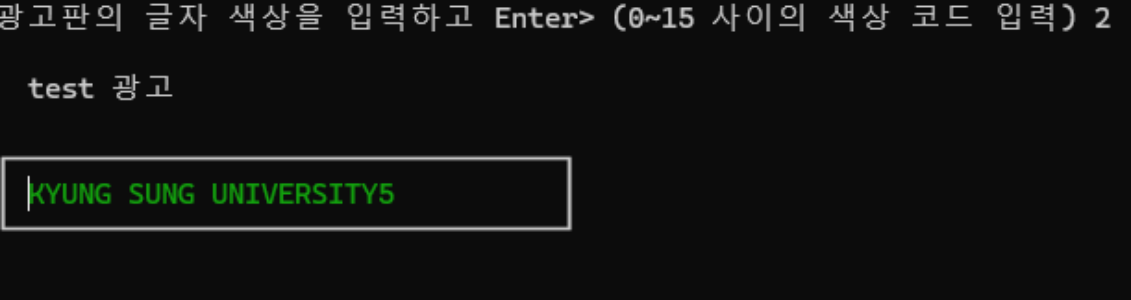 광고판의 글자 색상을 입력하고 Enter> (0~15 사이의 색상 코드 입력) 2
test 광고
KYUNG SUNG UNIVERSITY5